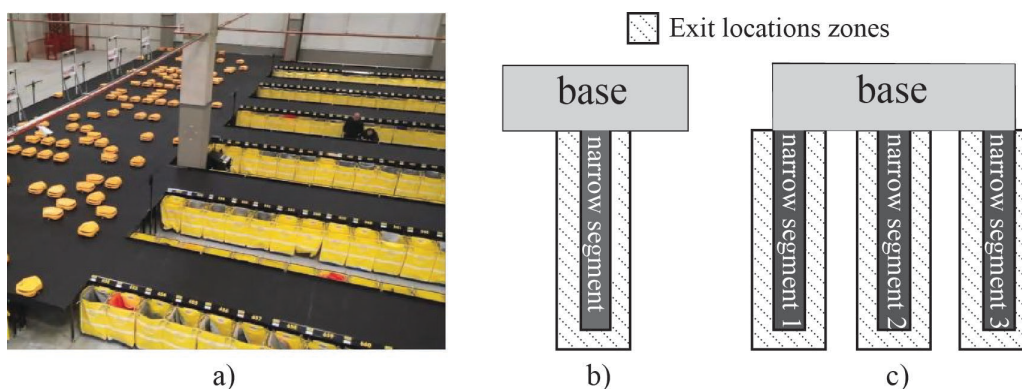 Exit locations zones
base
base
narrow segment
narrow segment 1
narrow segment 2
narrow segment 3
a)
b)
c)